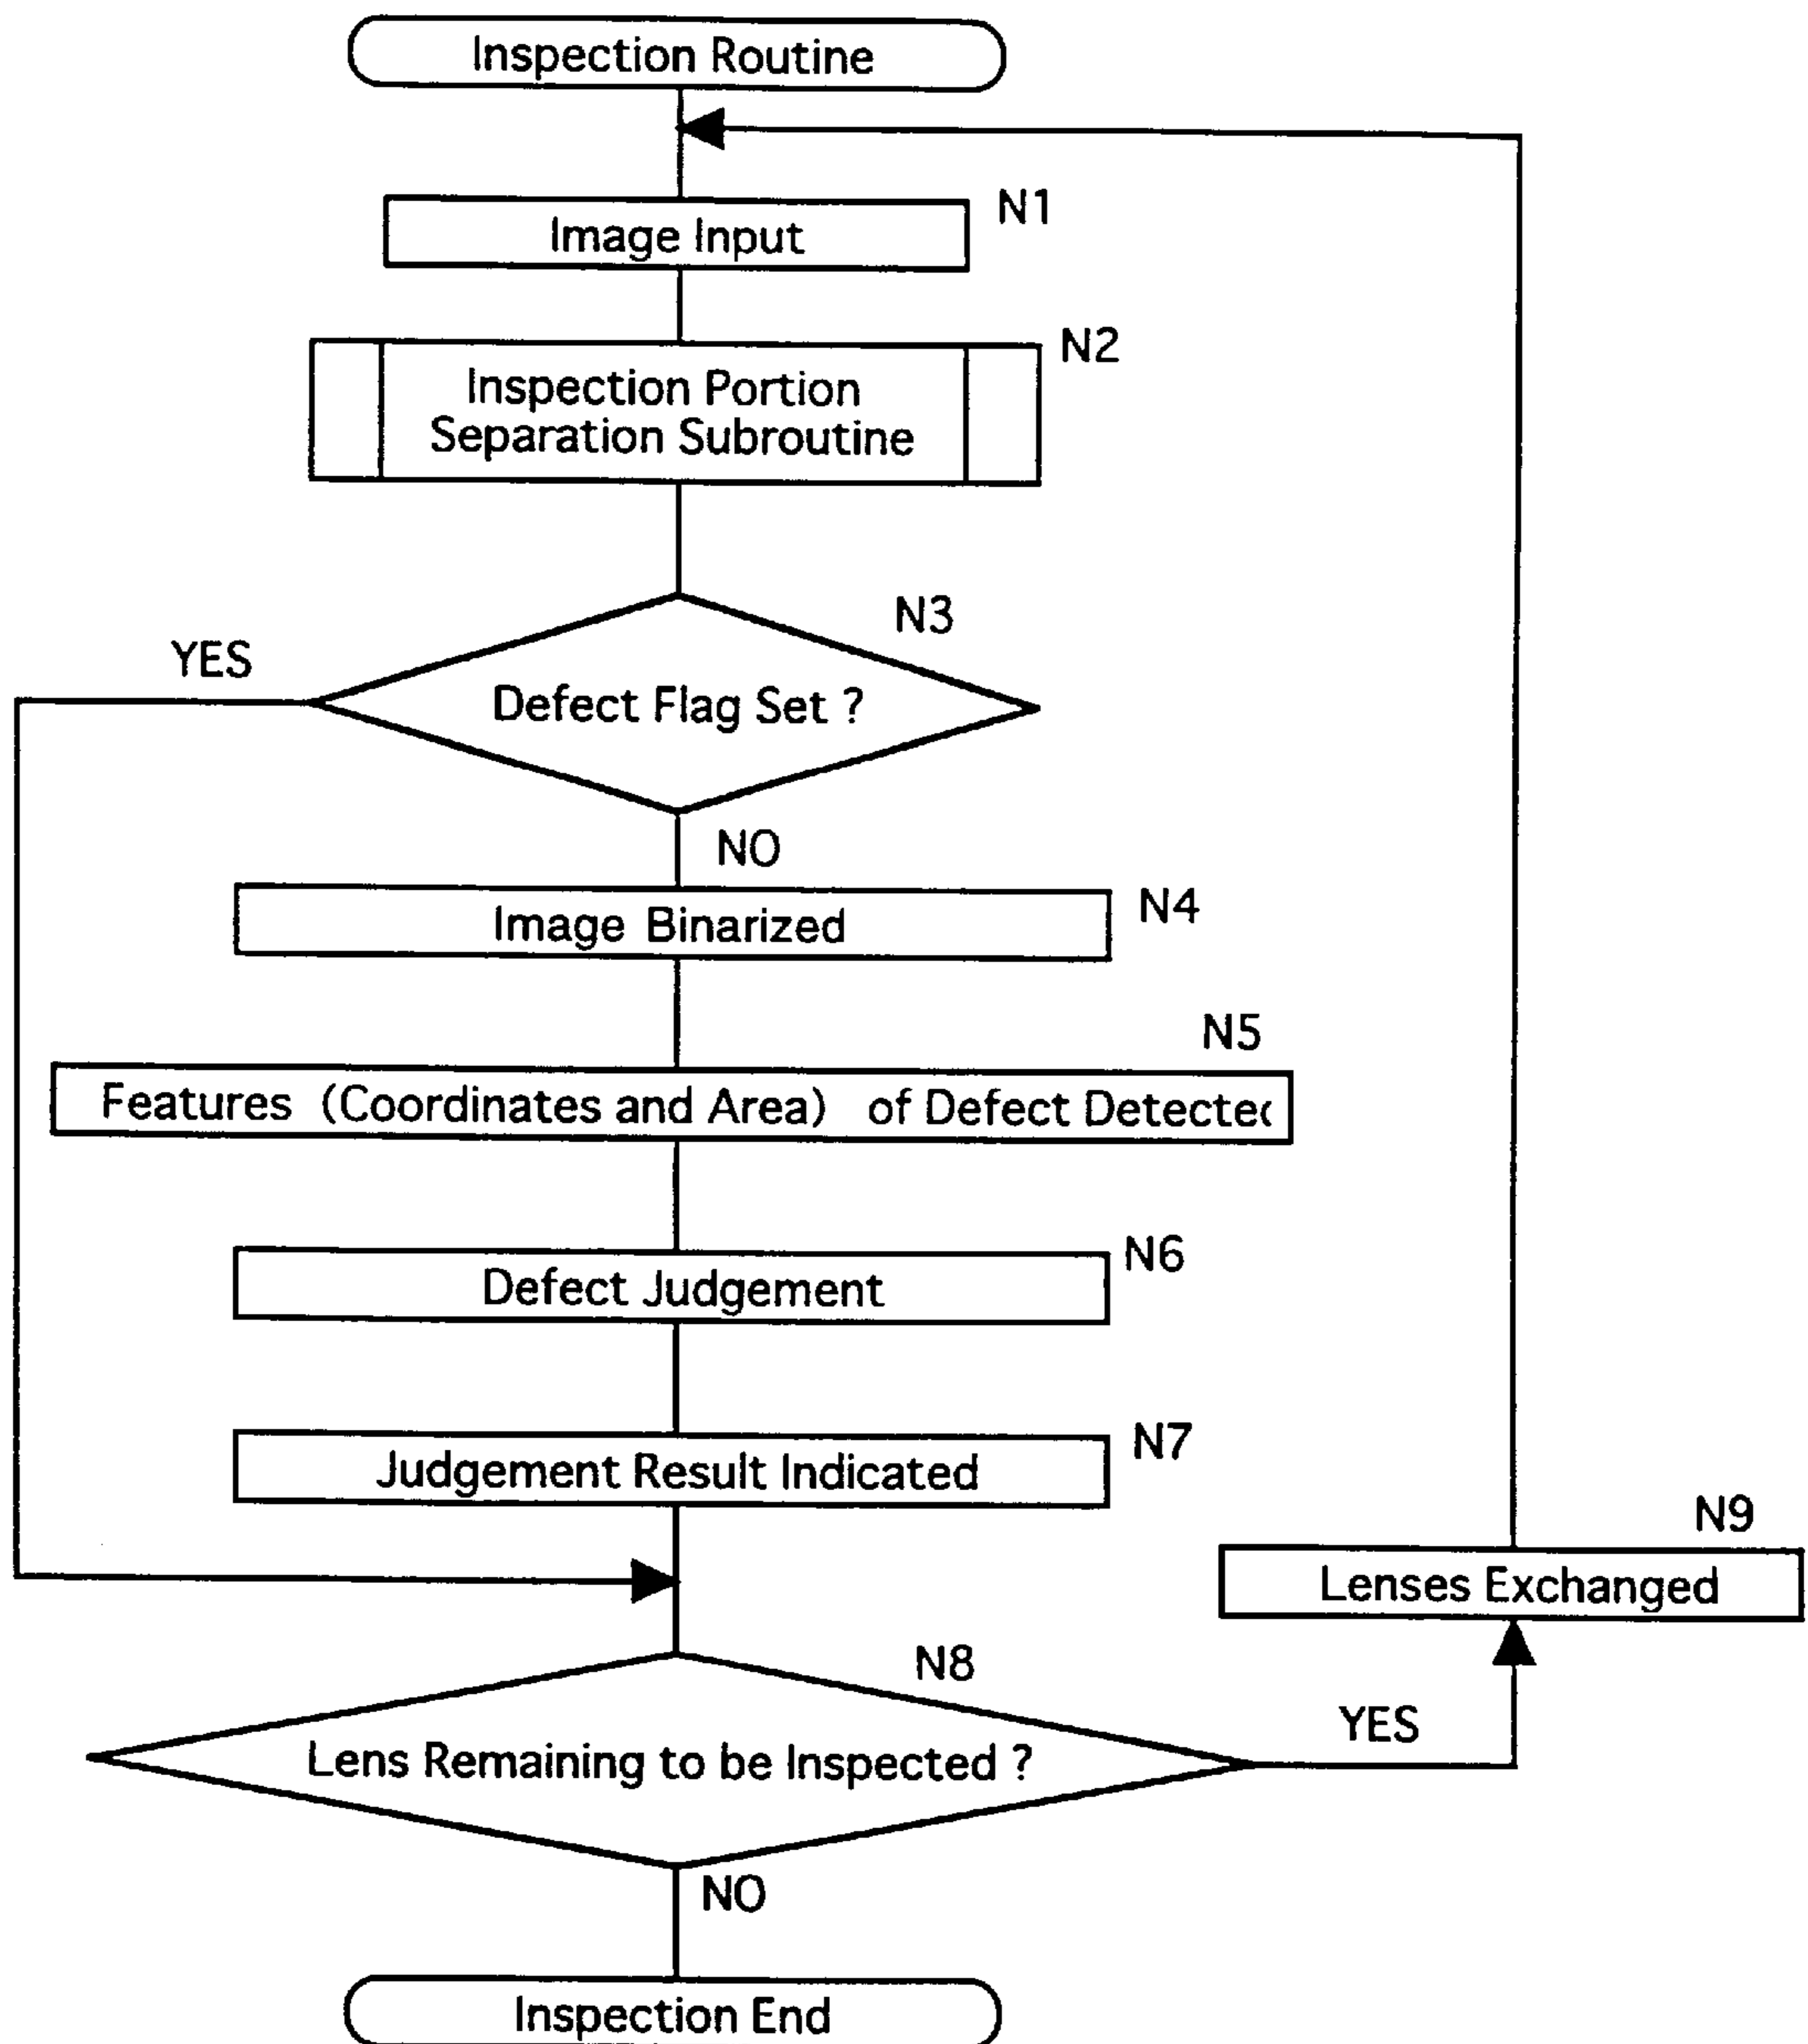 Inspection Routine
N1
Image Input
N2
Inspection Portion
Separation Subroutine
N3
YES
Defect Flag Set ?
NO
N4
Image Binarized
N5
Features (Coordinates and Area) of Defect Detected
N6
Defect Judgement
N7
Judgement Result Indicated
N9
Lenses Exchanged
N8
YES
Lens Remaining to be Inspected ?
NO
Inspection End